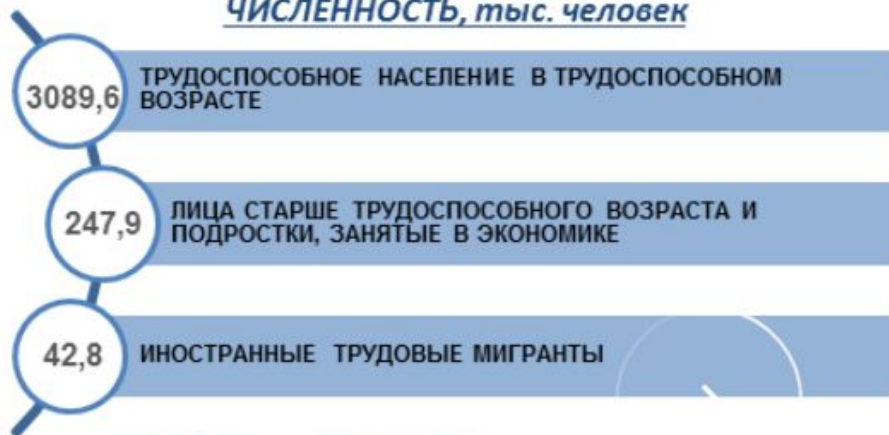 ЧИСЛЕННОСТЬ, тыс. человек
3089,6
ТРУДОСПОСОБНОЕ НАСЕЛЕНИЕ В ТРУДОСПОСОБНОМ
ВОЗРАСТЕ
247,9
ЛИЦА СТАРШЕ ТРУДОСПОСОБНОГО ВОЗРАСТА И
ПОДРОСТКИ, ЗАНЯТЫЕ В ЭКОНОМИКЕ
42,8
ИНОСТРАННЫЕ ТРУДОВЫЕ МИГРАНТЫ